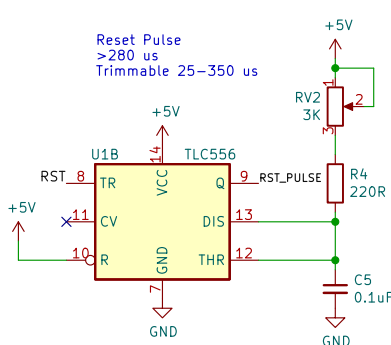 Reset Pulse
>280 us
Trimmable 25-350 us
+5V
1
RV2
3K
2
3
+5V
U1B
TLC556
14
RST
8
TR
VCC
Q
9
RST_PULSE
R4
220R
+5V
11
CV
DIS
13
10
R
GND
THR
12
7
C5
0.1uF
GND
GND